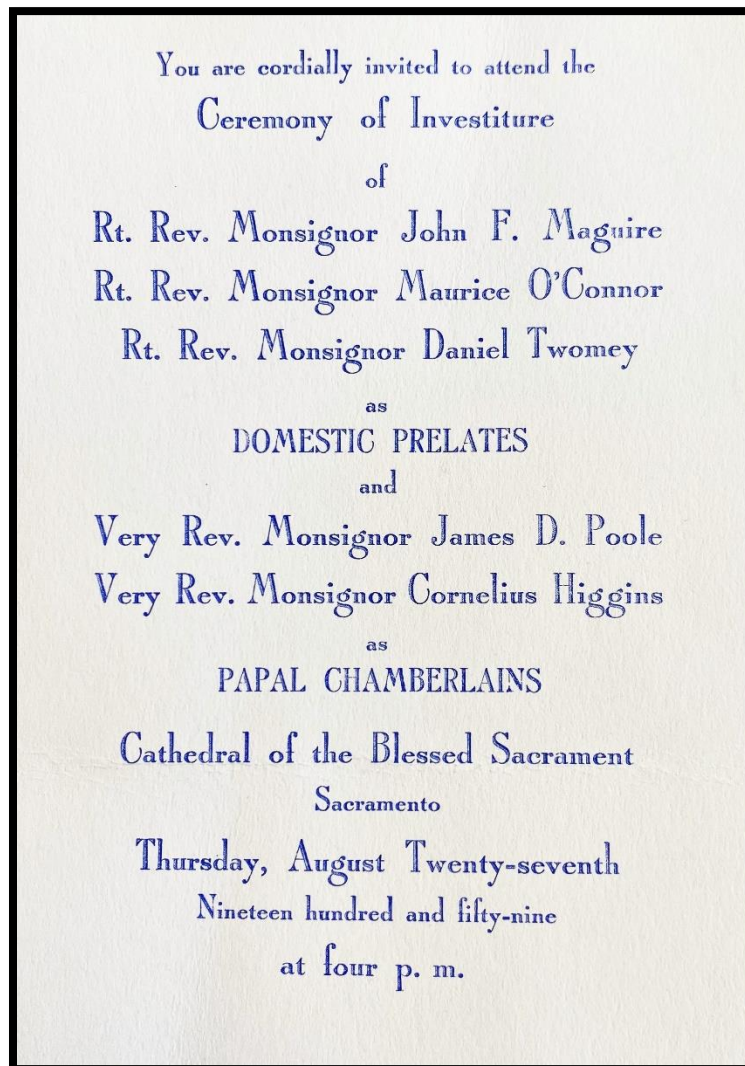 You are cordially invited to attend the
Ceremony of Investiture
of
Rt. Rev. Monsignor John F. Maguire
Rt. Rev. Monsignor Maurice O'Connor
Rt. Rev. Monsignor Daniel Twomey
as
DOMESTIC PRELATES
and
Very Rev. Monsignor James D. Poole
Very Rev. Monsignor Cornelius Higgins
as
PAPAL CHAMBERLAINS
Cathedral of the Blessed Sacrament
Sacramento
Thursday, August Twenty-seventh
Nineteen hundred and fifty-nine
at four p. m.